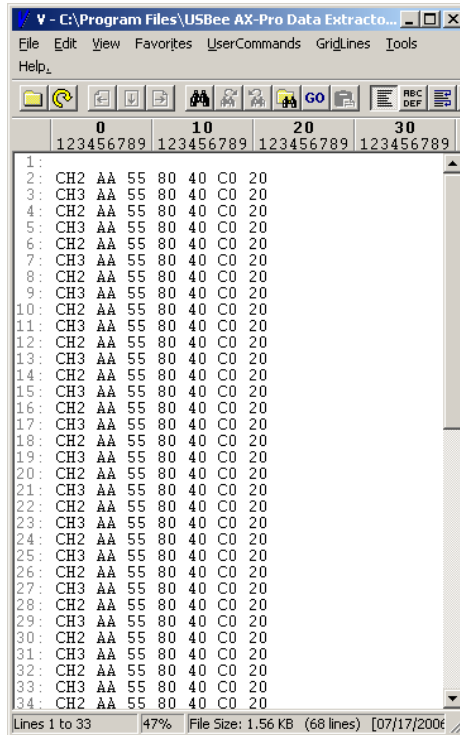 V - C:\Program Files\USBee AX-Pro Data Extracto...
File Edit View Favorites UserCommands GridLines Tools
Help.
GO ABC DEF
0 10 20 30
123456789 123456789 123456789 123456789
1:
2: CH2 AA 55 80 40 C0 20
3: CH3 AA 55 80 40 C0 20
4: CH2 AA 55 80 40 C0 20
5: CH3 AA 55 80 40 C0 20
6: CH2 AA 55 80 40 C0 20
7: CH3 AA 55 80 40 C0 20
8: CH2 AA 55 80 40 C0 20
9: CH3 AA 55 80 40 C0 20
10: CH2 AA 55 80 40 C0 20
11: CH3 AA 55 80 40 C0 20
12: CH2 AA 55 80 40 C0 20
13: CH3 AA 55 80 40 C0 20
14: CH2 AA 55 80 40 C0 20
15: CH3 AA 55 80 40 C0 20
16: CH2 AA 55 80 40 C0 20
17: CH3 AA 55 80 40 C0 20
18: CH2 AA 55 80 40 C0 20
19: CH3 AA 55 80 40 C0 20
20: CH2 AA 55 80 40 C0 20
21: CH3 AA 55 80 40 C0 20
22: CH2 AA 55 80 40 C0 20
23: CH3 AA 55 80 40 C0 20
24: CH2 AA 55 80 40 C0 20
25: CH3 AA 55 80 40 C0 20
26: CH2 AA 55 80 40 C0 20
27: CH3 AA 55 80 40 C0 20
28: CH2 AA 55 80 40 C0 20
29: CH3 AA 55 80 40 C0 20
30: CH2 AA 55 80 40 C0 20
31: CH3 AA 55 80 40 C0 20
32: CH2 AA 55 80 40 C0 20
33: CH3 AA 55 80 40 C0 20
34: CH2 AA 55 80 40 C0 20
Lines 1 to 33 47% File Size: 1.56 KB (68 lines) [07/17/2006